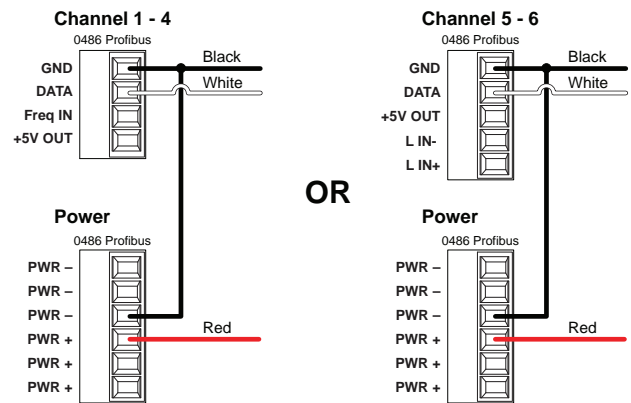 Channel 1 - 4
0486 Profibus
GND
DATA
Freq IN
+5V OUT
Black
White
Power
0486 Profibus
PWR –
PWR –
PWR –
PWR +
PWR +
PWR +
Red
OR
Channel 5 - 6
0486 Profibus
GND
DATA
+5V OUT
L IN-
L IN+
Black
White
Power
0486 Profibus
PWR –
PWR –
PWR –
PWR +
PWR +
PWR +
Red